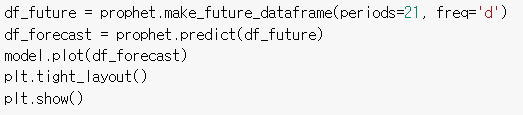 df_future = prophet.make_future_dataframe(periods=21, freq='d')
df_forecast = prophet.predict(df_future)
model.plot(df_forecast)
plt.tight_layout()
plt.show()